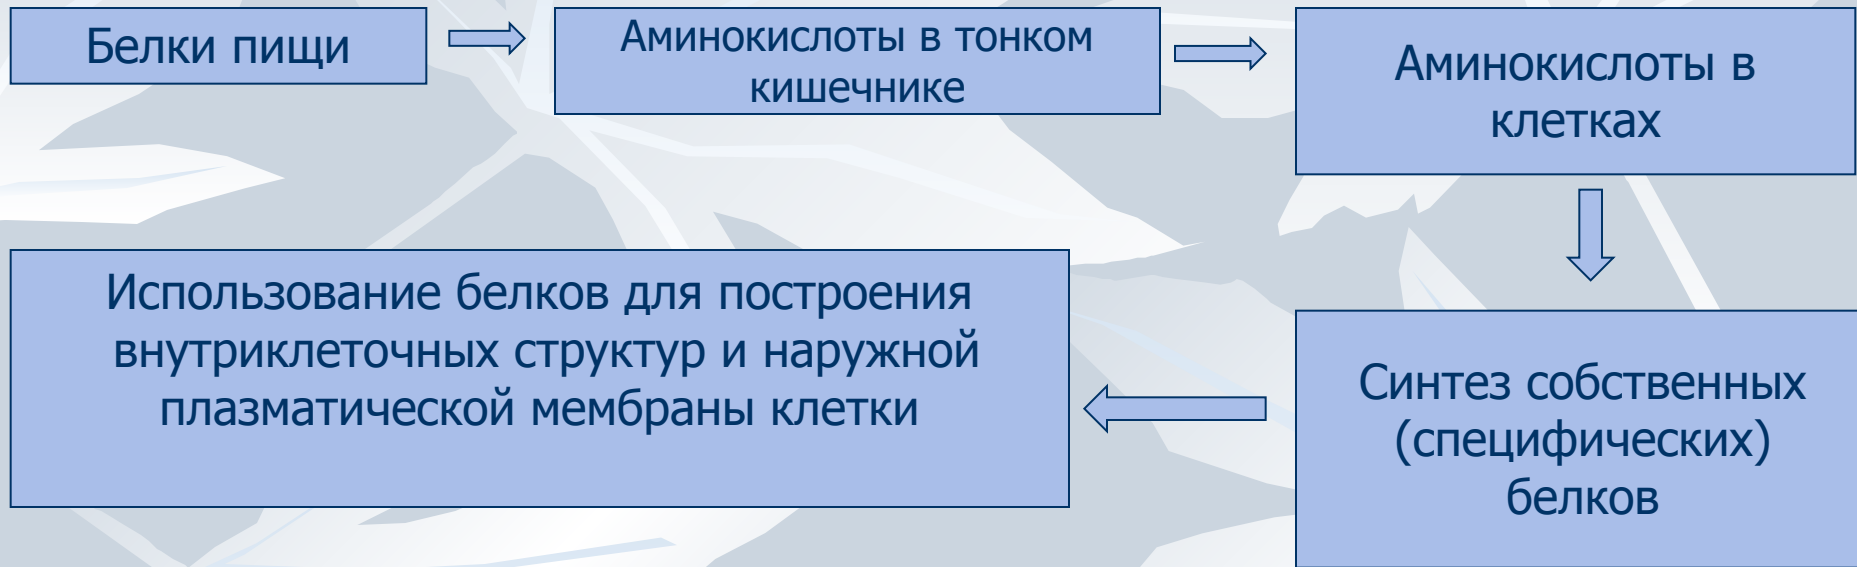 Белки пищи
Аминокислоты в тонком
кишечнике
Аминокислоты в
клетках
Использование белков для построения
внутриклеточных структур и наружной
плазматической мембраны клетки
Синтез собственных
(специфических)
белков